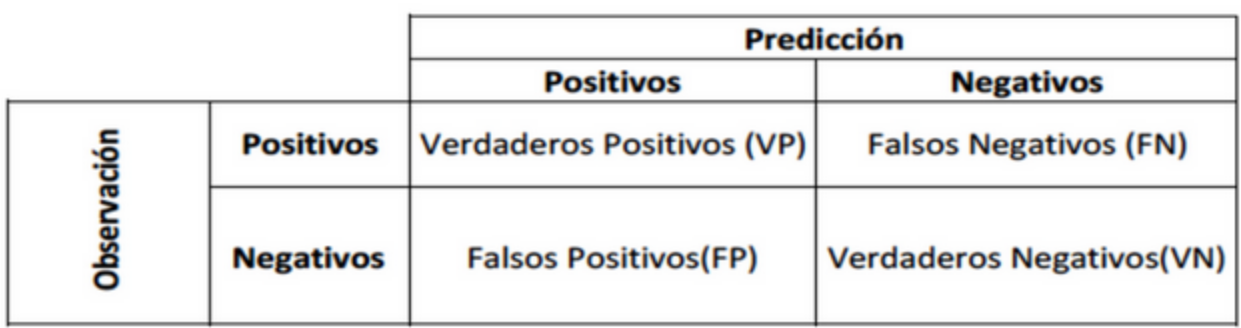 Predicción
Positivos Negativos
Observación
Positivos Verdaderos Positivos (VP) Falsos Negativos (FN)
Negativos Falsos Positivos(FP) Verdaderos Negativos(VN)